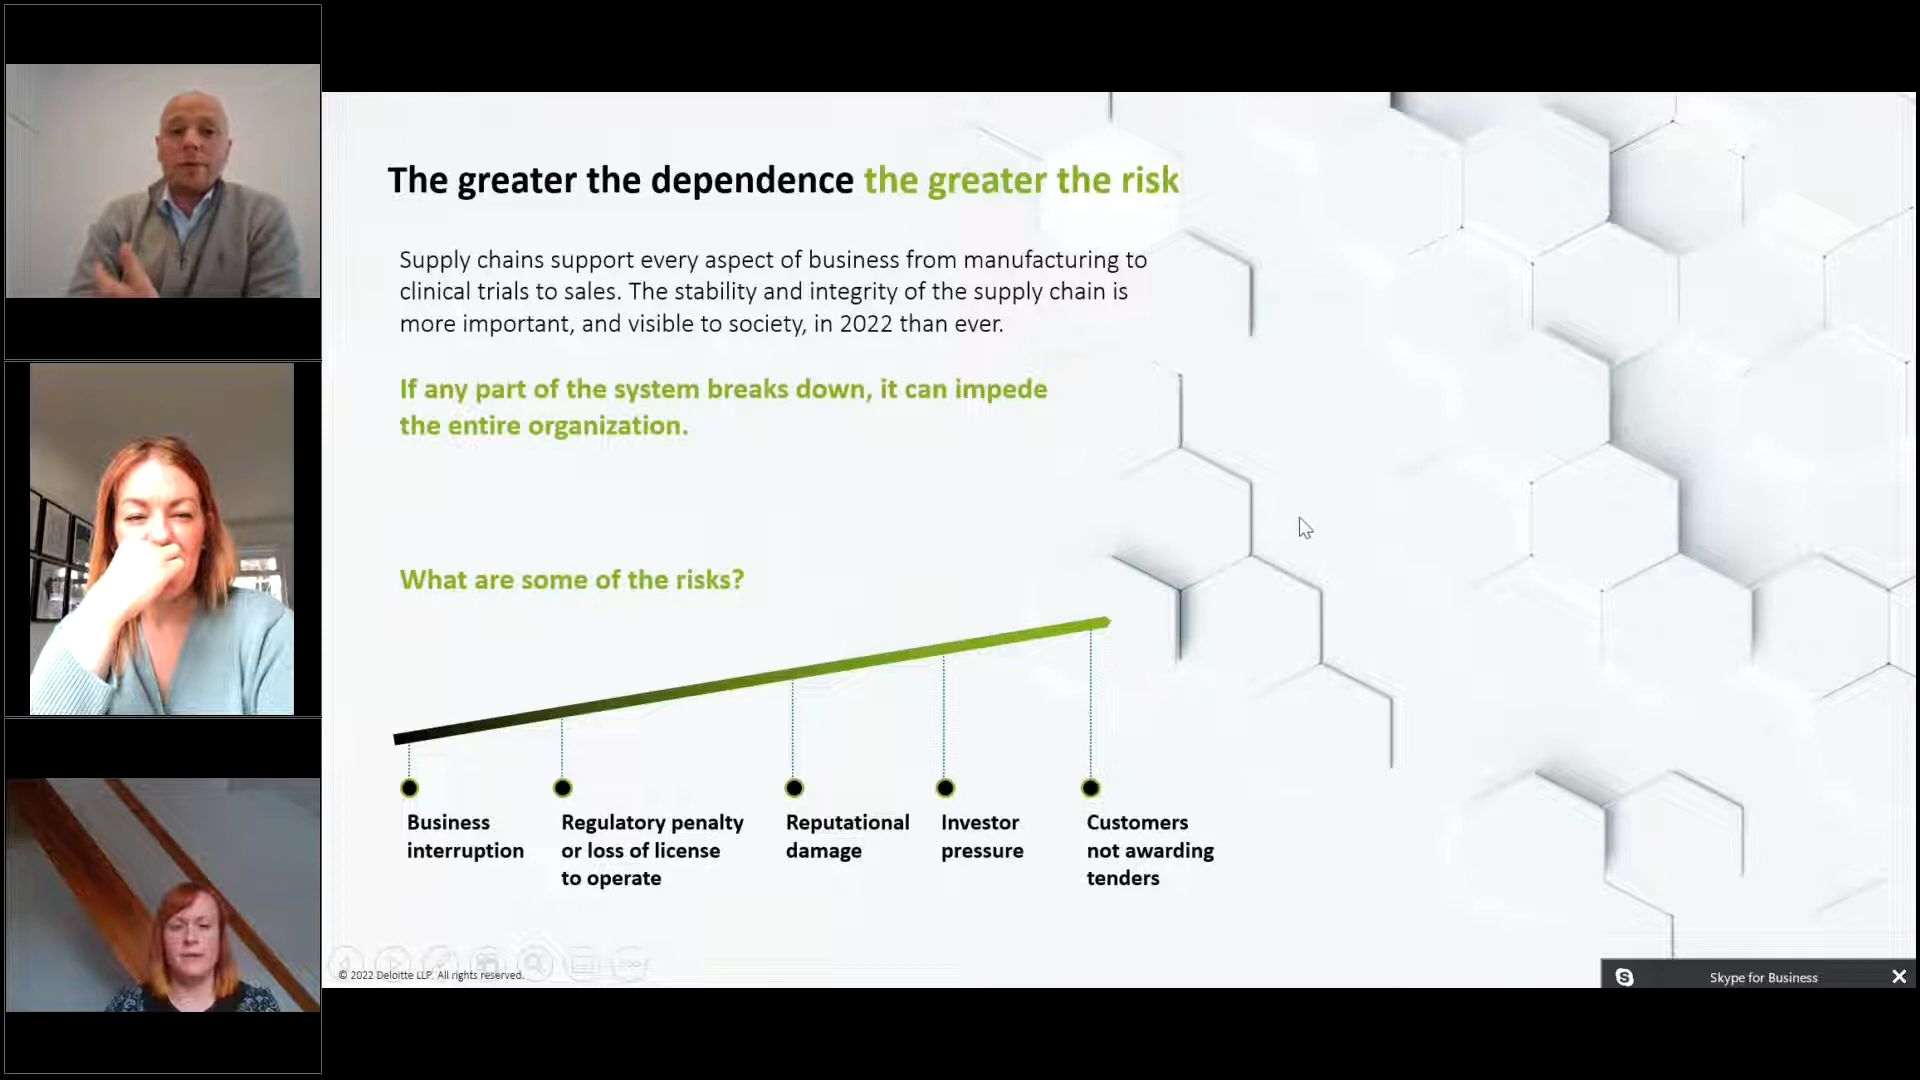 The greater the dependence the greater the risk
Supply chains support every aspect of business from manufacturing to
clinical trials to sales. The stability and integrity of the supply chain is
more important, and visible to society, in 2022 than ever.
If any part of the system breaks down, it can impede
the entire organization.
What are some of the risks?
Business
interruption
Regulatory penalty
or loss of license
to operate
Reputational
damage
Investor
pressure
Customers
not awarding
tenders
© 2022 Deloitte LLP. All rights reserved.
Skype for Business